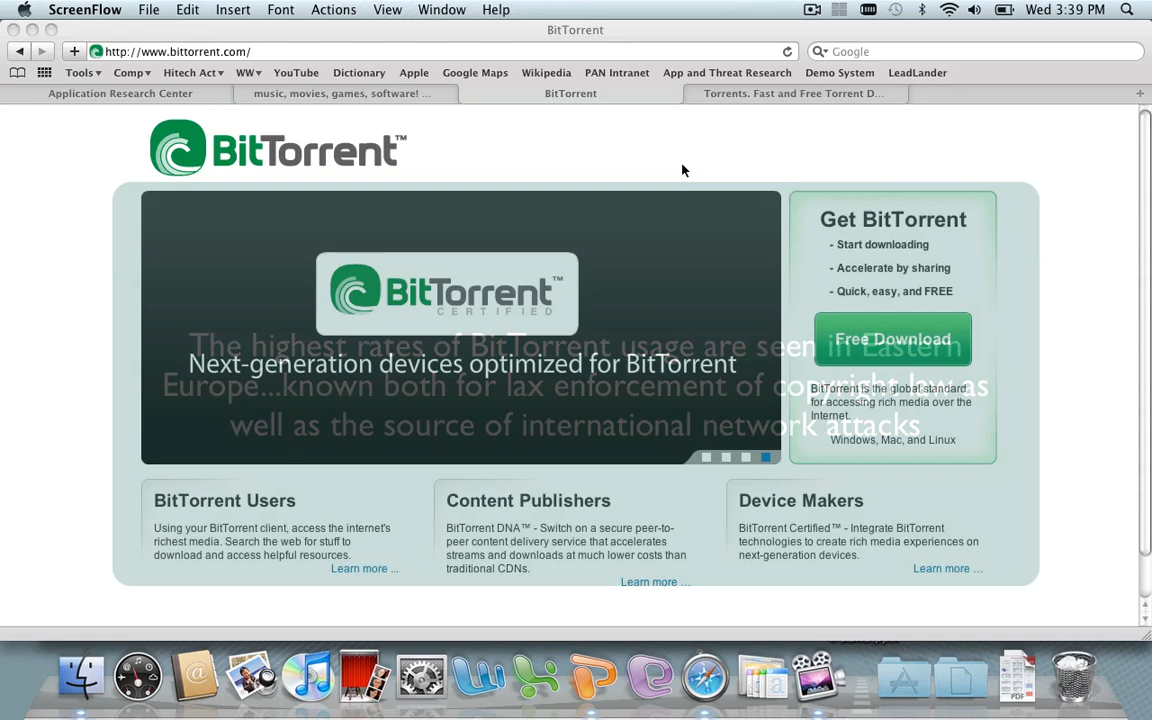 ScreenFlow File Edit Insert Font Actions View Window Help Wed 3:39 PM
BitTorrent
http://www.bittorrent.com/ Google
Tools Comp Hitech Act WW YouTube Dictionary Apple Google Maps Wikipedia PAN Intranet App and Threat Research Demo System LeadLander
Application Research Center music, movies, games, software! ... BitTorrent Torrents. Fast and Free Torrent D...
BitTorrent™
BitTorrent™
CERTIFIED
Next-generation devices optimized for BitTorrent
The highest rates of BitTorrent usage are seen in Eastern
Europe...known both for lax enforcement of copyright law as
well as the source of international network attacks
Get BitTorrent
- Start downloading
- Accelerate by sharing
- Quick, easy, and FREE
Free Download
BitTorrent is the global standard
for accessing rich media over the
Internet.
Windows, Mac, and Linux
BitTorrent Users
Using your BitTorrent client, access the internet's
richest media. Search the web for stuff to
download and access helpful resources.
Learn more ...
Content Publishers
BitTorrent DNA™ - Switch on a secure peer-to-
peer content delivery service that accelerates
streams and downloads at much lower costs than
traditional CDNs.
Learn more ...
Device Makers
BitTorrent Certified™ - Integrate BitTorrent
technologies to create rich media experiences on
next-generation devices.
Learn more ...
PDF